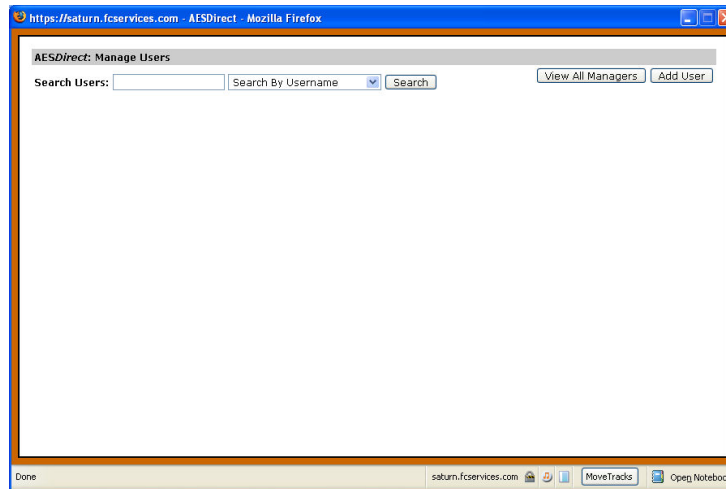 https://saturn.fcservices.com - AESDirect - Mozilla Firefox
AESDirect: Manage Users
Search Users: Search By Username Search View All Managers Add User
Done saturn.fcservices.com MoveTracks Open Notebook